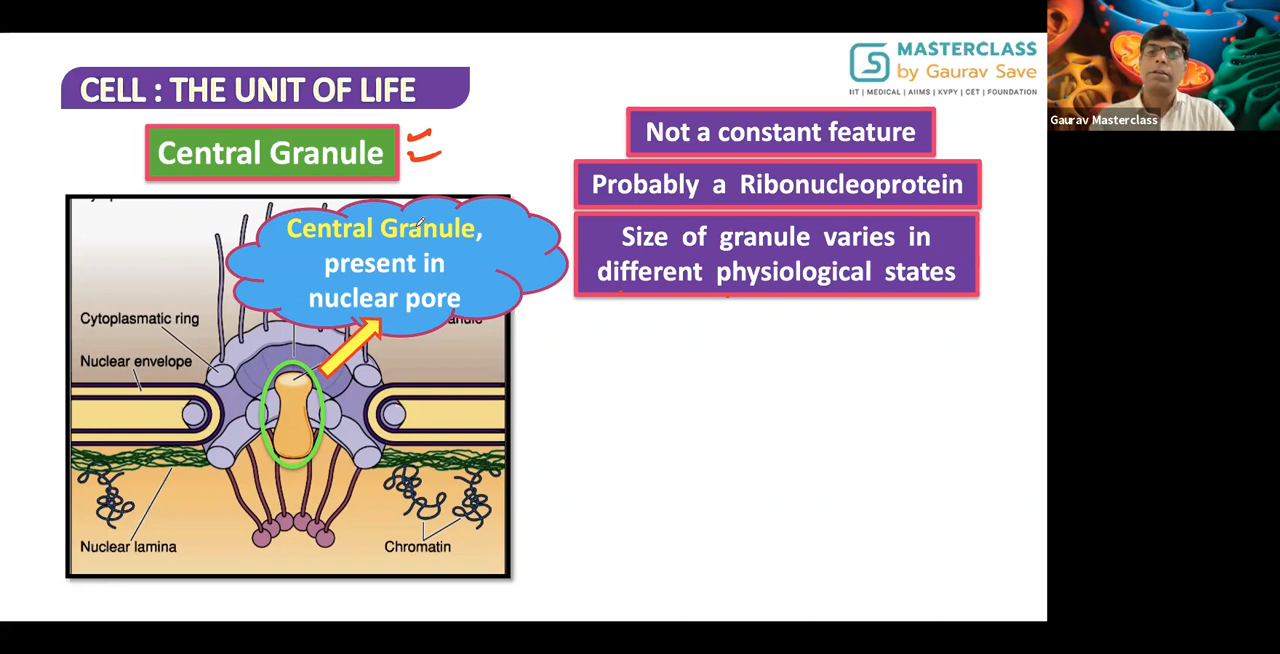 MASTERCLASS
by Gaurav Save
IIT | MEDICAL | AIIMS | KVPY | CET | FOUNDATION
Gaurav Masterclass
CELL : THE UNIT OF LIFE
Central Granule
Not a constant feature
Probably a Ribonucleoprotein
Size of granule varies in
different physiological states
Central Granule,
present in
nuclear pore
Cytoplasmatic ring
Nuclear envelope
Nuclear lamina
Chromatin